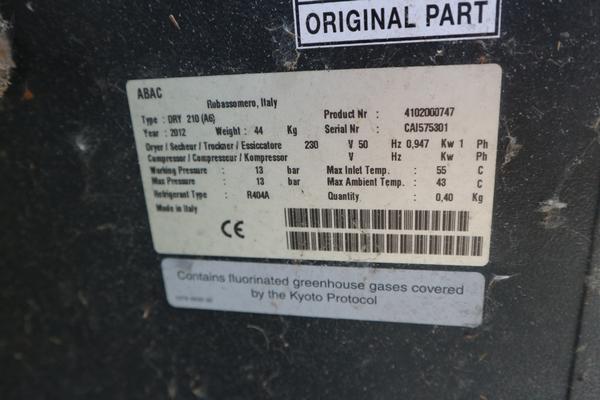 ORIGINAL PART
ABAC
Robassomero, Italy
Type : DRY 210 (A6) Product Nr : 4102000747
Year : 2012 Weight : 44 Kg Serial Nr : CAI575301
Dryer / Secheur / Trockner / Essiccatore 230 V 50 Hz 0,947 Kw 1 Ph
Compressor / Compresseur / Kompressor V Hz Kw Ph
Working Pressure : 13 bar Max Inlet Temp. : 55 C
Max Pressure : 13 bar Max Ambient Temp. : 43 C
Refrigerant Type : R404A Quantity : 0,40 Kg
Made in Italy
CE
Contains fluorinated greenhouse gases covered
by the Kyoto Protocol